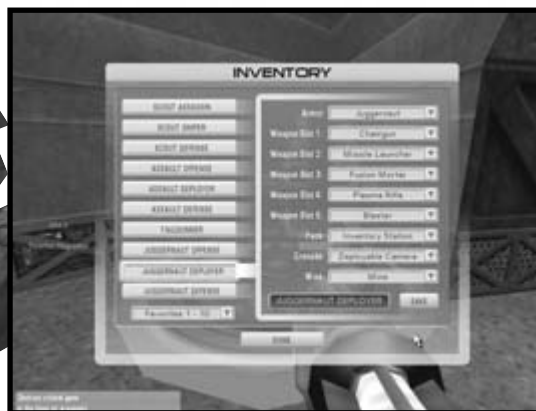 INVENTORY
SCOUT ASSASSIN
SCOUT SNIPER
SCOUT DEFENSE
ASSAULT OFFENSE
ASSAULT DEPLOYER
ASSAULT DEFENSE
TAILGUNNER
JUGGERNAUT OFFENSE
JUGGERNAUT DEPLOYER
JUGGERNAUT DEFENSE
Favorites 1 - 10
Armor: Juggernaut
Weapon Slot 1: Chaingun
Weapon Slot 2: Missile Launcher
Weapon Slot 3: Fusion Mortar
Weapon Slot 4: Plasma Rifle
Weapon Slot 5: Blaster
Pack: Inventory Station
Grenade: Deployable Camera
Mine: Mine
JUGGERNAUT DEPLOYER
SAVE
DONE